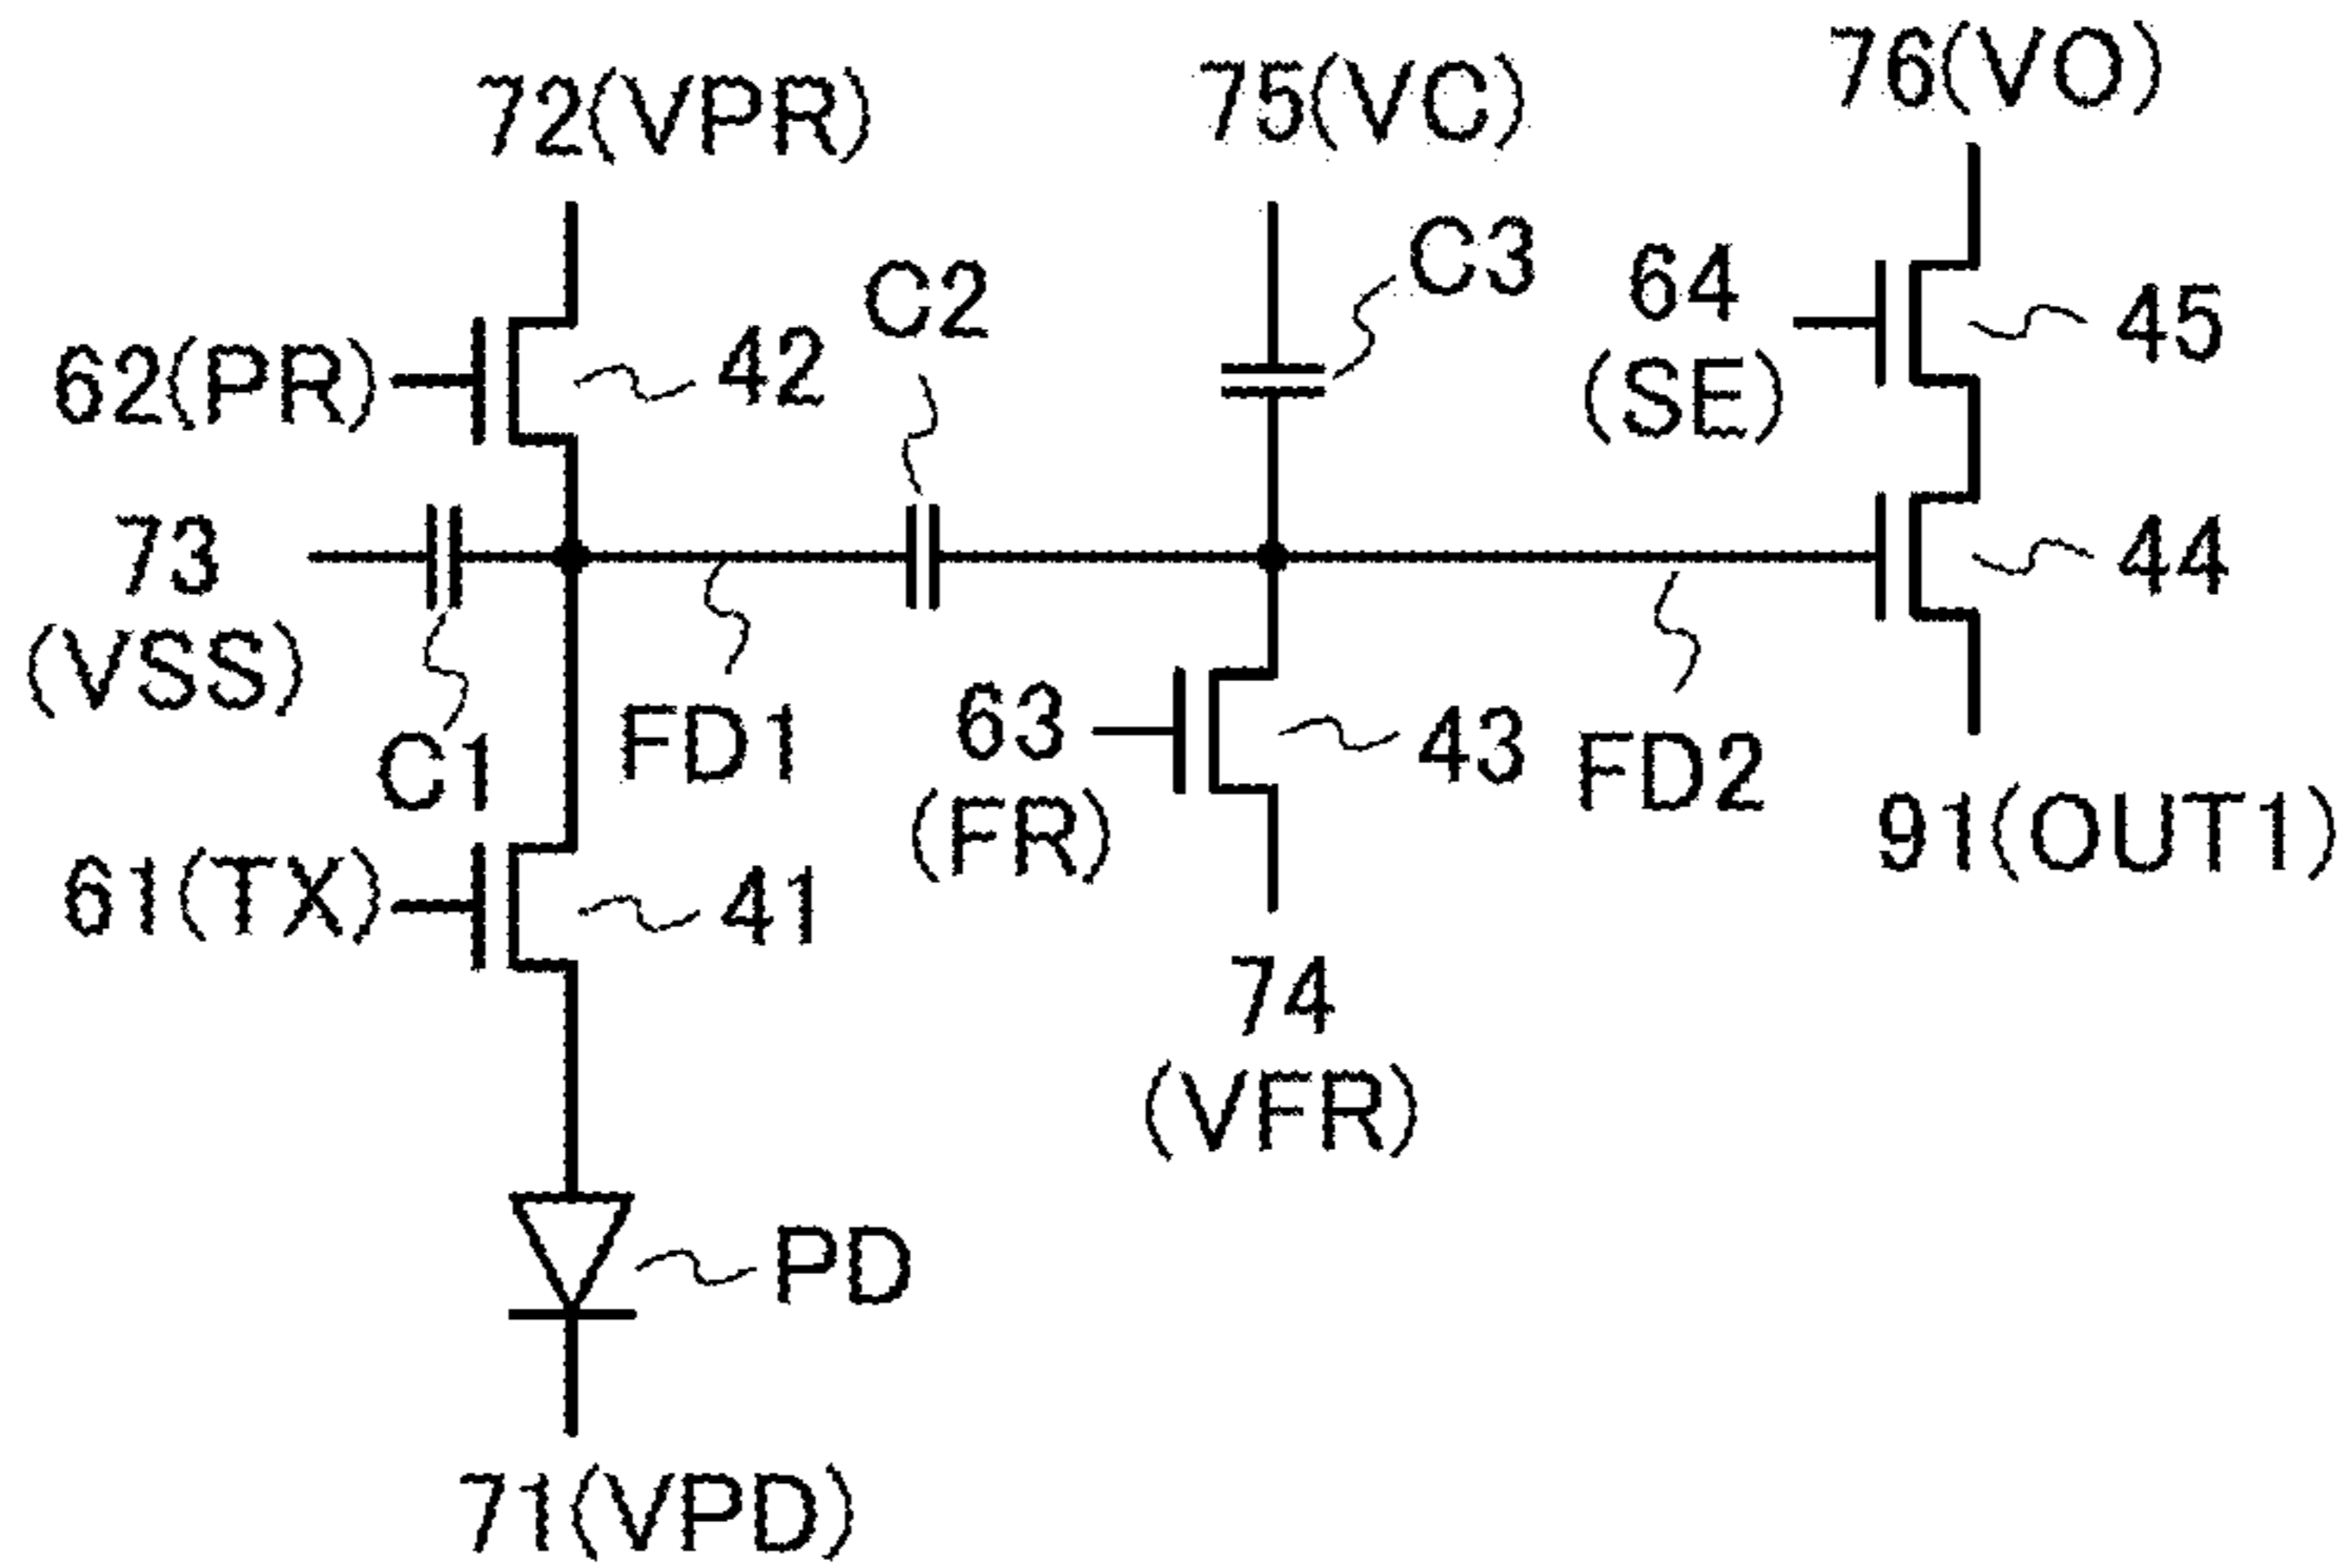 76(VO)
72(VPR)
75(VC)
C3
64
(SE)
45
C2
62(PR)
42
73
(VSS)
44
C1
FD1
63
(FR)
43
FD2
91(OUT1)
61(TX)
41
74
(VFR)
PD
71(VPD)